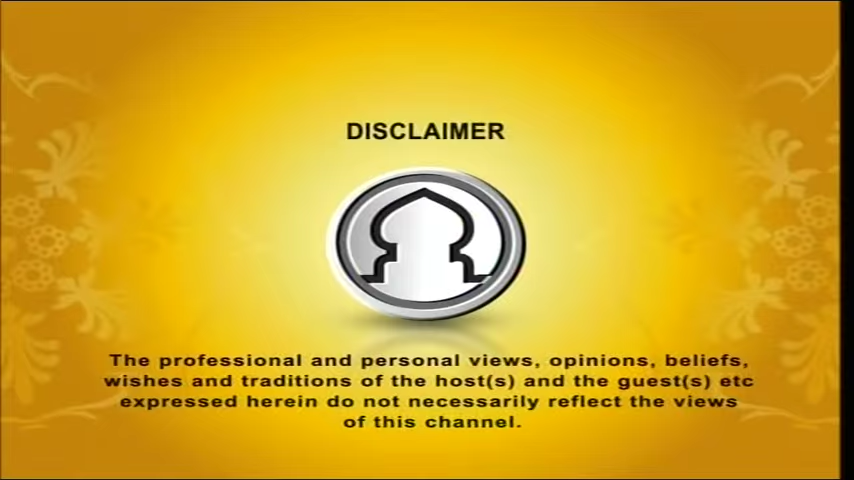 DISCLAIMER
The professional and personal views, opinions, beliefs,
wishes and traditions of the host(s) and the guest(s) etc
expressed herein do not necessarily reflect the views
of this channel.